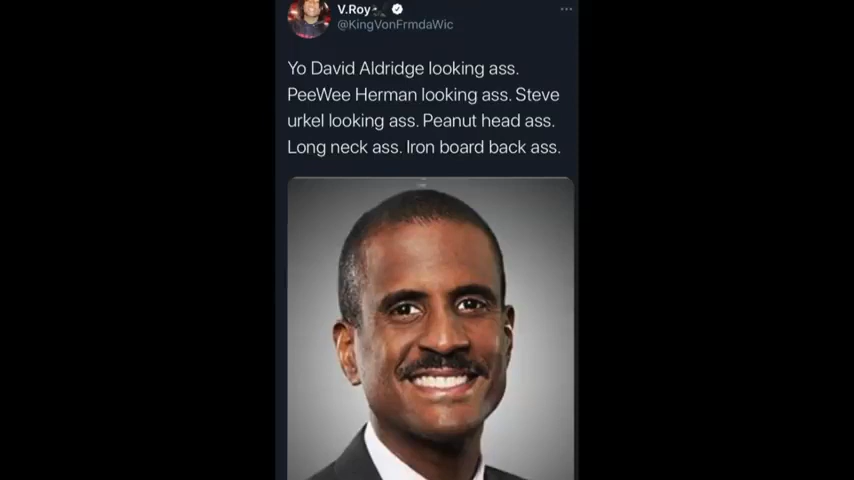 V.Roy
@KingVonFrmdaWic
Yo David Aldridge looking ass.
PeeWee Herman looking ass. Steve
urkel looking ass. Peanut head ass.
Long neck ass. Iron board back ass.